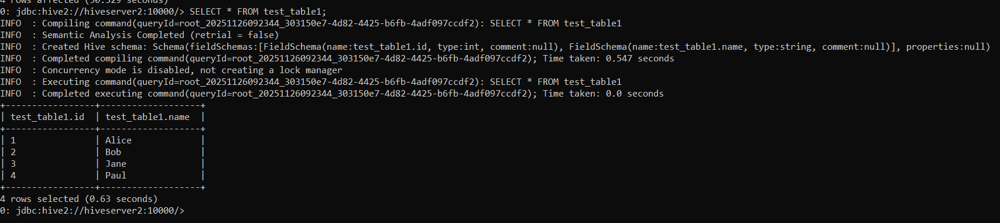 4 rows affected (30.329 seconds)
0: jdbc:hive2://hiveserver2:10000/> SELECT * FROM test_table1;
INFO  : Compiling command(queryId=root_20251126092344_303150e7-4d82-4425-b6fb-4adf097ccdf2): SELECT * FROM test_table1
INFO  : Semantic Analysis Completed (retrial = false)
INFO  : Created Hive schema: Schema(fieldSchemas:[FieldSchema(name:test_table1.id, type:int, comment:null), FieldSchema(name:test_table1.name, type:string, comment:null)], properties:null)
INFO  : Completed compiling command(queryId=root_20251126092344_303150e7-4d82-4425-b6fb-4adf097ccdf2); Time taken: 0.547 seconds
INFO  : Concurrency mode is disabled, not creating a lock manager
INFO  : Executing command(queryId=root_20251126092344_303150e7-4d82-4425-b6fb-4adf097ccdf2): SELECT * FROM test_table1
INFO  : Completed executing command(queryId=root_20251126092344_303150e7-4d82-4425-b6fb-4adf097ccdf2); Time taken: 0.0 seconds
+-----------------+-------------------+
| test_table1.id  | test_table1.name  |
+-----------------+-------------------+
| 1               | Alice             |
| 2               | Bob               |
| 3               | Jane              |
| 4               | Paul              |
+-----------------+-------------------+
4 rows selected (0.63 seconds)
0: jdbc:hive2://hiveserver2:10000/>